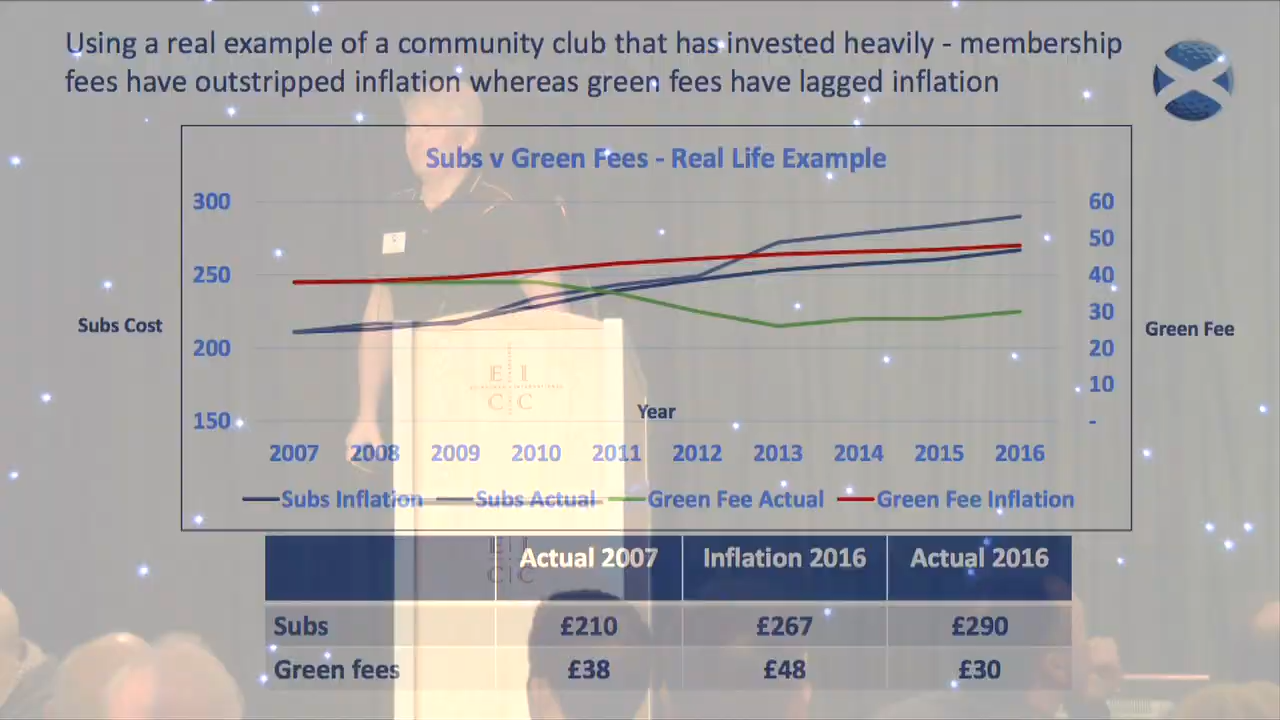 Using a real example of a community club that has invested heavily - membership
fees have outstripped inflation whereas green fees have lagged inflation
Subs v Green Fees - Real Life Example
300
250
200
150
Subs Cost
60
50
40
30
20
10
-
Green Fee
Year
2007 2008 2009 2010 2011 2012 2013 2014 2015 2016
Subs Inflation Subs Actual Green Fee Actual Green Fee Inflation
E I
C C
E I
C C
Actual 2007 Inflation 2016 Actual 2016
Subs £210 £267 £290
Green fees £38 £48 £30